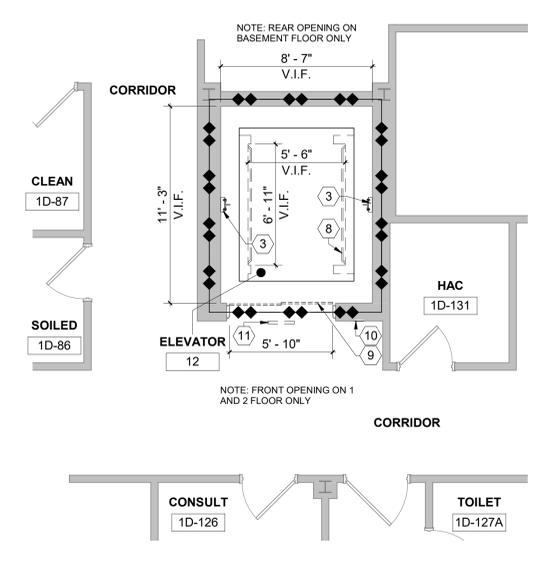 NOTE: REAR OPENING ON
BASEMENT FLOOR ONLY
8' - 7"
V.I.F.
CORRIDOR
11' - 3"
V.I.F.
5' - 6"
V.I.F.
6' - 11"
V.I.F.
3
3
8
CLEAN
1D-87
SOILED
1D-86
HAC
1D-131
ELEVATOR
12
11
5' - 10"
10
9
NOTE: FRONT OPENING ON 1
AND 2 FLOOR ONLY
CORRIDOR
CONSULT
1D-126
TOILET
1D-127A